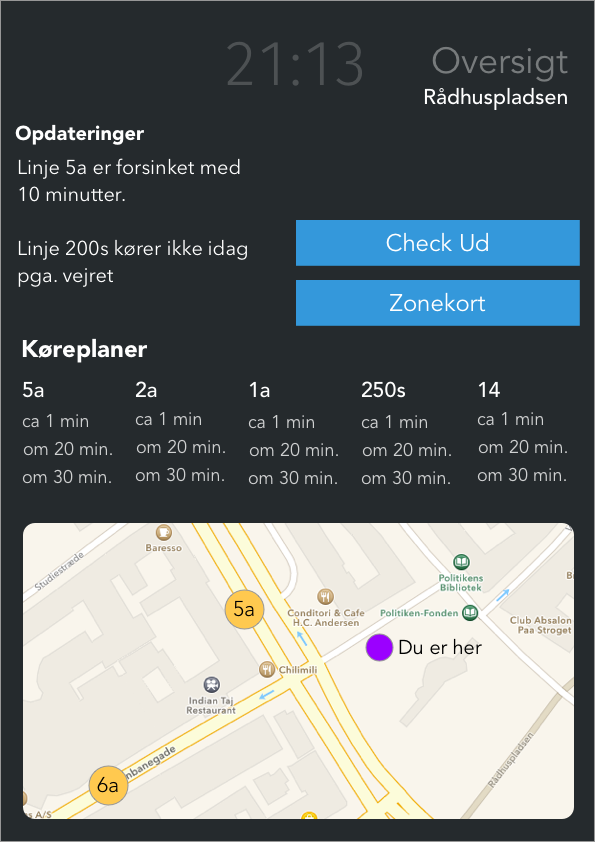 21:13
Oversigt
Rådhuspladsen
Opdateringer
Linje 5a er forsinket med
10 minutter.
Linje 200s kører ikke idag
pga. vejret
Check Ud
Zonekort
Køreplaner
5a 2a 1a 250s 14
ca 1 min ca 1 min ca 1 min ca 1 min ca 1 min
om 20 min. om 20 min. om 20 min. om 20 min. om 20 min.
om 30 min. om 30 min. om 30 min. om 30 min. om 30 min.
Baresso
Studiestræde
Politikens
Bibliotek
5a
Conditori & Cafe
H.C. Andersen
Politiken-Fonden
Club Absalon
Paa Strøget
Du er her
Chilimili
Indian Taj
Restaurant
Rådhuspladsen
nbanegade
6a
s A/S